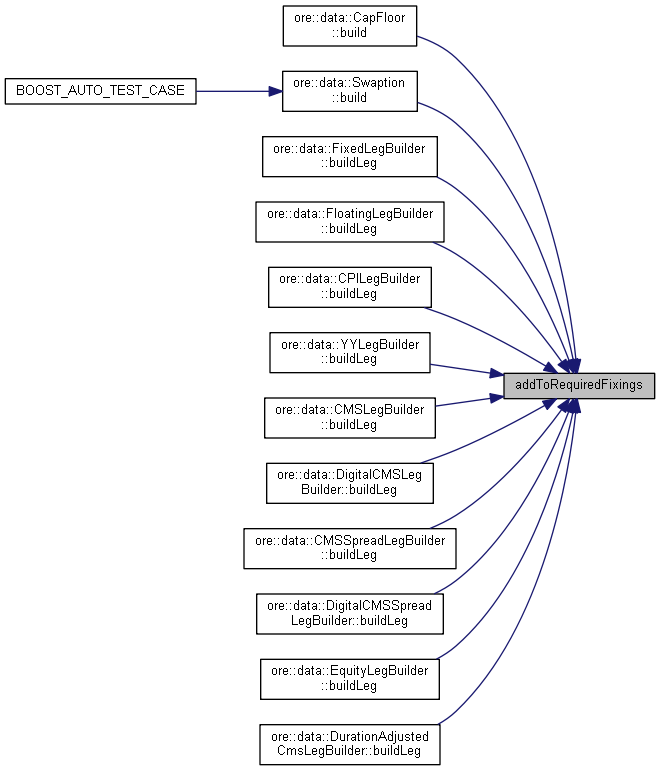 ore::data::CapFloor
::build
BOOST_AUTO_TEST_CASE
ore::data::Swaption
::build
ore::data::FixedLegBuilder
::buildLeg
ore::data::FloatingLegBuilder
::buildLeg
ore::data::CPILegBuilder
::buildLeg
ore::data::YYLegBuilder
::buildLeg
addToRequiredFixings
ore::data::CMSLegBuilder
::buildLeg
ore::data::DigitalCMSLeg
Builder::buildLeg
ore::data::CMSSpreadLegBuilder
::buildLeg
ore::data::DigitalCMSSpread
LegBuilder::buildLeg
ore::data::EquityLegBuilder
::buildLeg
ore::data::DurationAdjusted
CmsLegBuilder::buildLeg